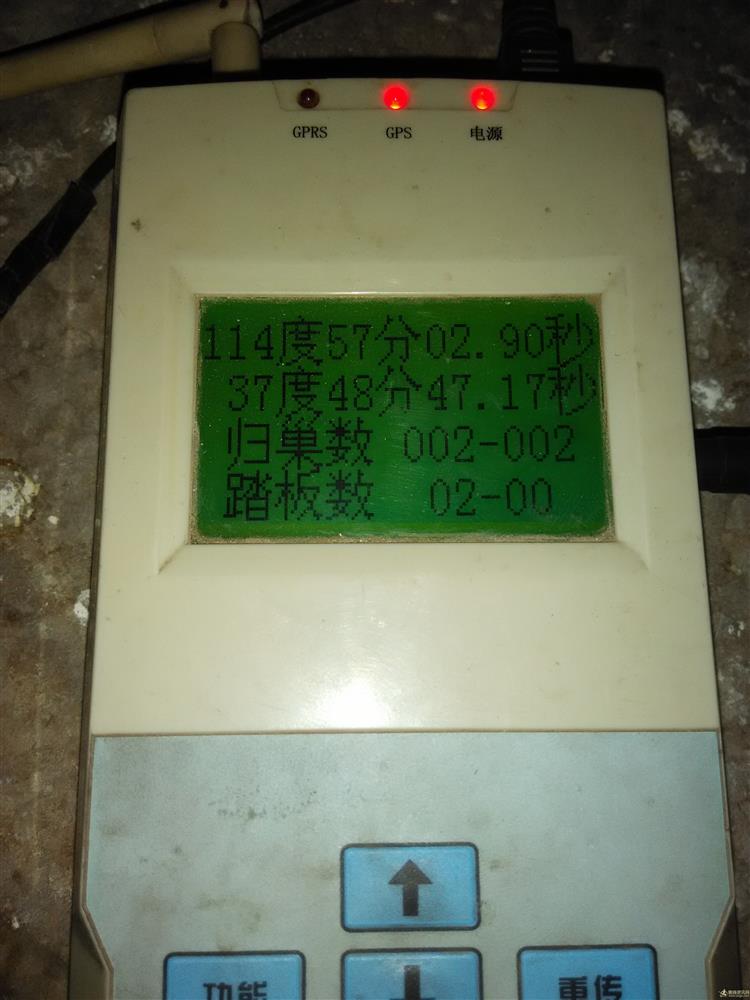 GPRS GPS 电源
114度57分02.90秒
37度48分47.17秒
归巢数 002-002
踏板数 02-00
功能 重传